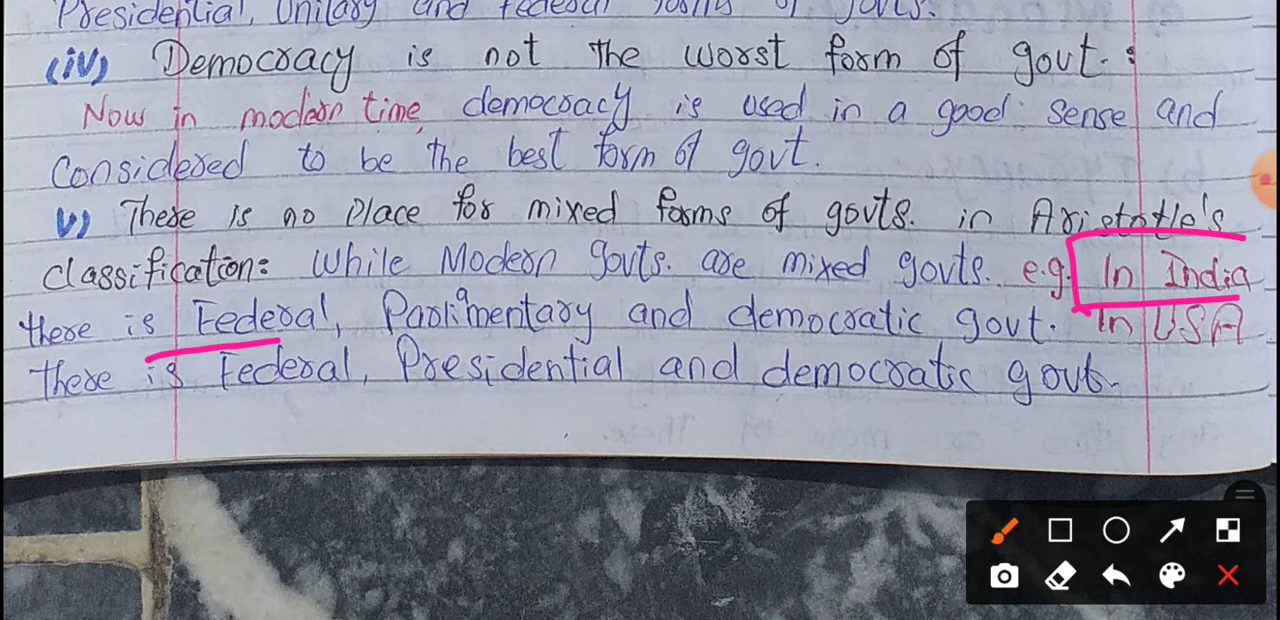 Presidential, Unitary and Federal forms of govts.
(iv) Democracy is not the worst form of govt. :
Now in modern time, democracy is used in a good sense and
Considered to be the best form of govt.
v) There is no place for mixed forms of govts. in Aristotle's
classification: while Modern govts. are mixed govts. e.g. In India
there is Federal, Parlimentary and democratic govt. In USA
there is Federal, Presidential and democratic govt.